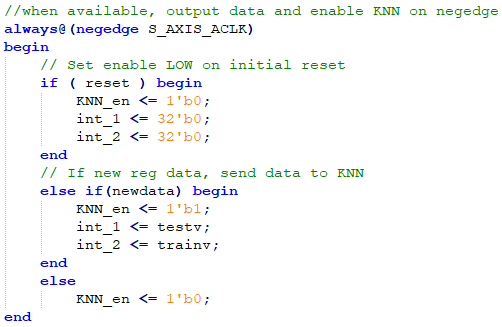 //when available, output data and enable KNN on negedge
always@(negedge S_AXIS_ACLK)
begin
    // Set enable LOW on initial reset
    if ( reset ) begin
        KNN_en <= 1'b0;
        int_1 <= 32'b0;
        int_2 <= 32'b0;
    end
    // If new reg data, send data to KNN
    else if(newdata) begin
        KNN_en <= 1'b1;
        int_1 <= testv;
        int_2 <= trainv;
    end
    else
        KNN_en <= 1'b0;
end